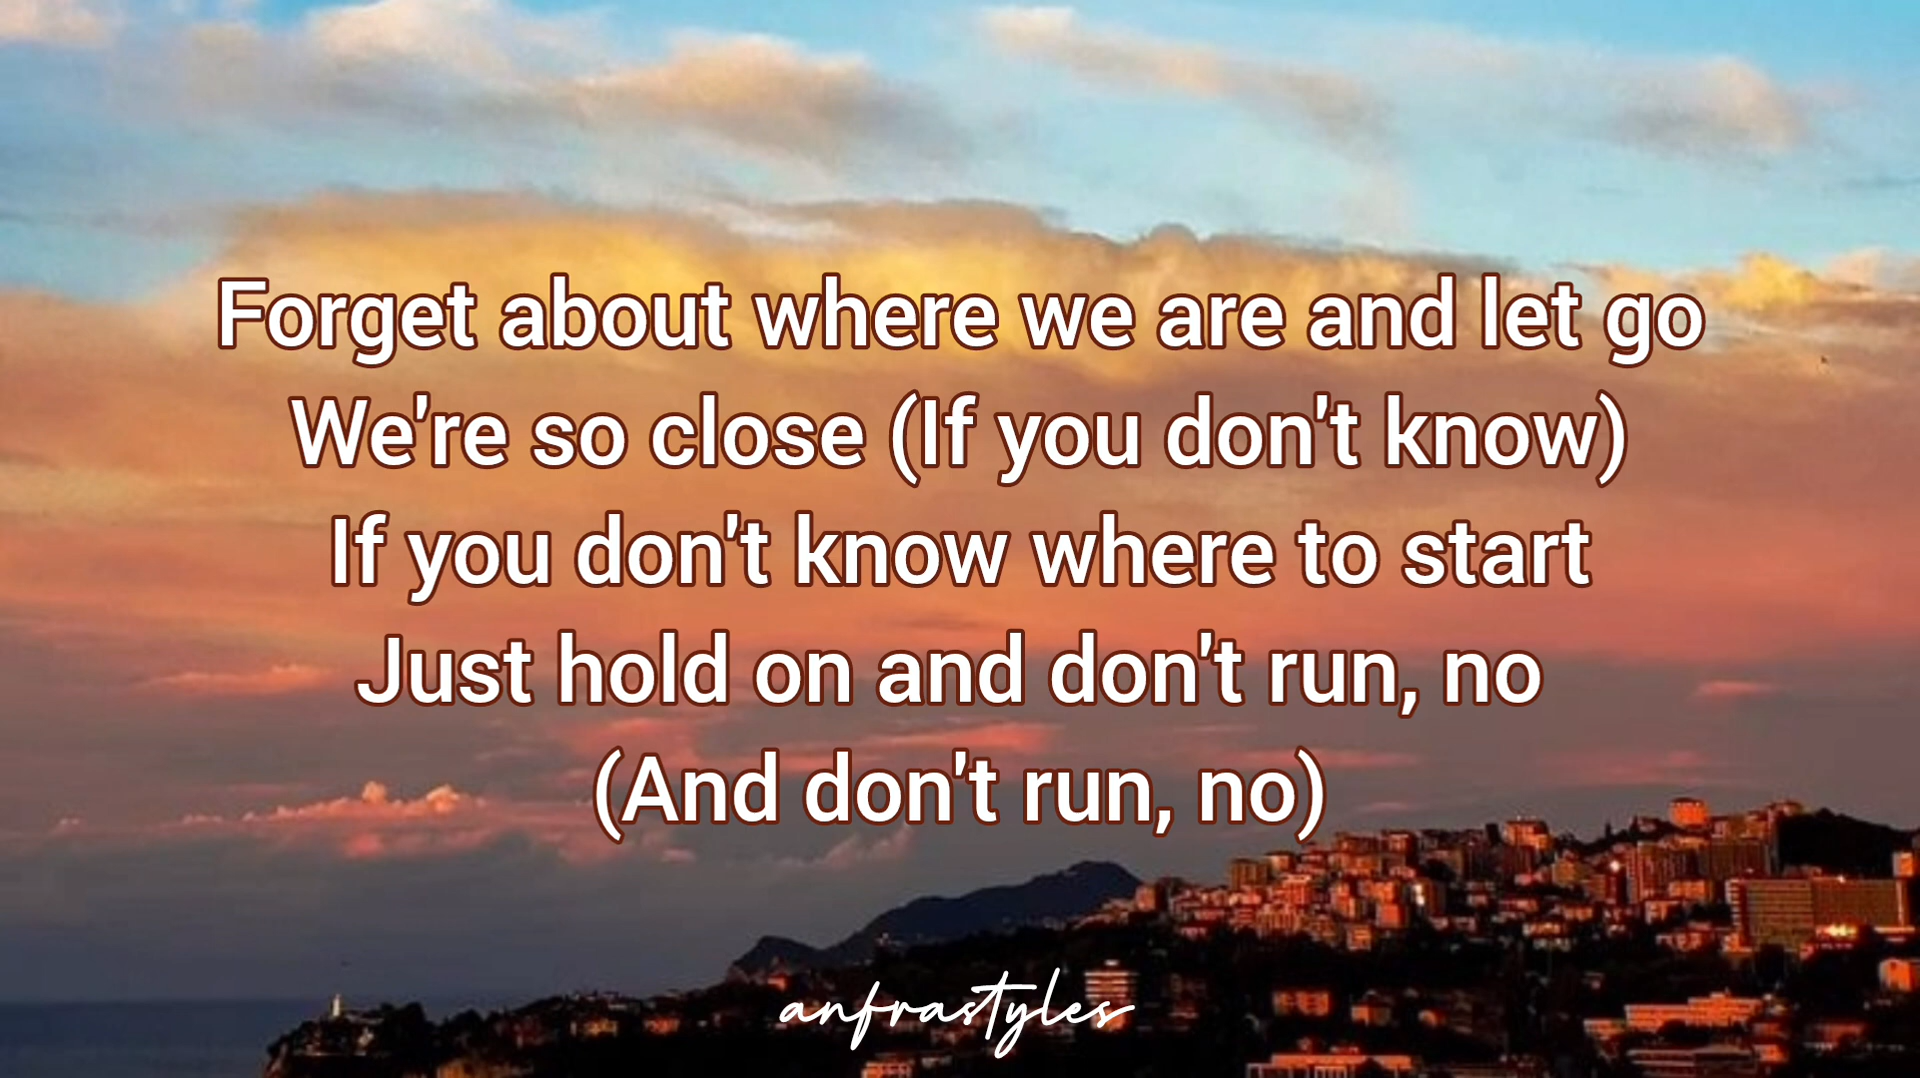 Forget about where we are and let go
We're so close (If you don't know)
If you don't know where to start
Just hold on and don't run, no
(And don't run, no)
anfrastyles